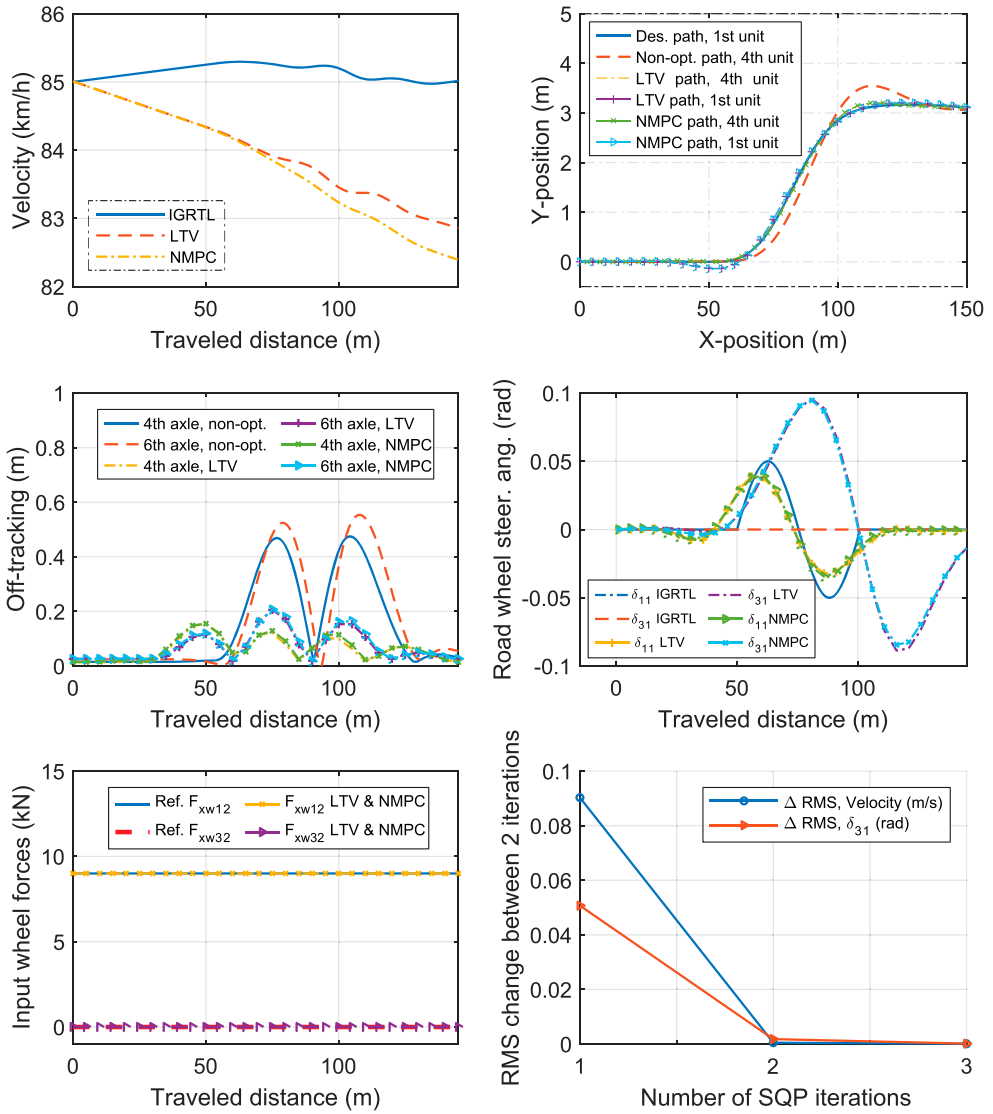 86
85
84
83
82
Velocity (km/h)
IGRTL
LTV
NMPC
0
50
100
Traveled distance (m)
5
4
3
2
1
0
Y-position (m)
Des. path, 1st unit
Non-opt. path, 4th unit
LTV path, 4th unit
LTV path, 1st unit
NMPC path, 4th unit
NMPC path, 1st unit
0
50
100
150
X-position (m)
1
0.8
0.6
0.4
0.2
0
Off-tracking (m)
4th axle, non-opt.
6th axle, non-opt.
4th axle, LTV
6th axle, LTV
4th axle, NMPC
6th axle, NMPC
0
50
100
Traveled distance (m)
0.1
0.05
0
-0.05
-0.1
Road wheel steer. ang. (rad)
δ11 IGRTL
δ31 IGRTL
δ11 LTV
δ31 LTV
δ11NMPC
δ31NMPC
0
50
100
Traveled distance (m)
15
10
5
0
Input wheel forces (kN)
Ref. Fxw12
Ref. Fxw32
Fxw12 LTV & NMPC
Fxw32 LTV & NMPC
0
50
100
Traveled distance (m)
0.1
0.08
0.06
0.04
0.02
0
RMS change between 2 iterations
Δ RMS, Velocity (m/s)
Δ RMS, δ31 (rad)
1
2
3
Number of SQP iterations